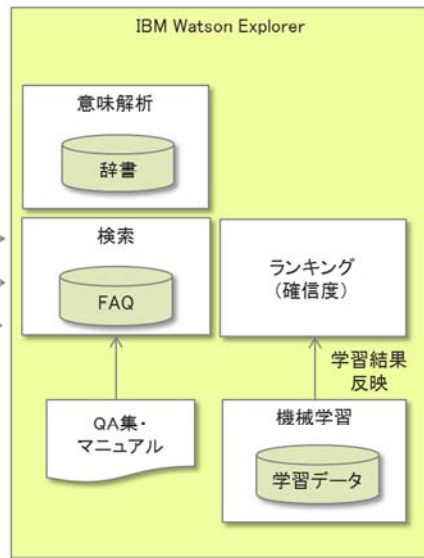 IBM Watson Explorer
意味解析
辞書
検索
FAQ
ランキング
(確信度)
学習結果
反映
QA集・
マニュアル
機械学習
学習データ